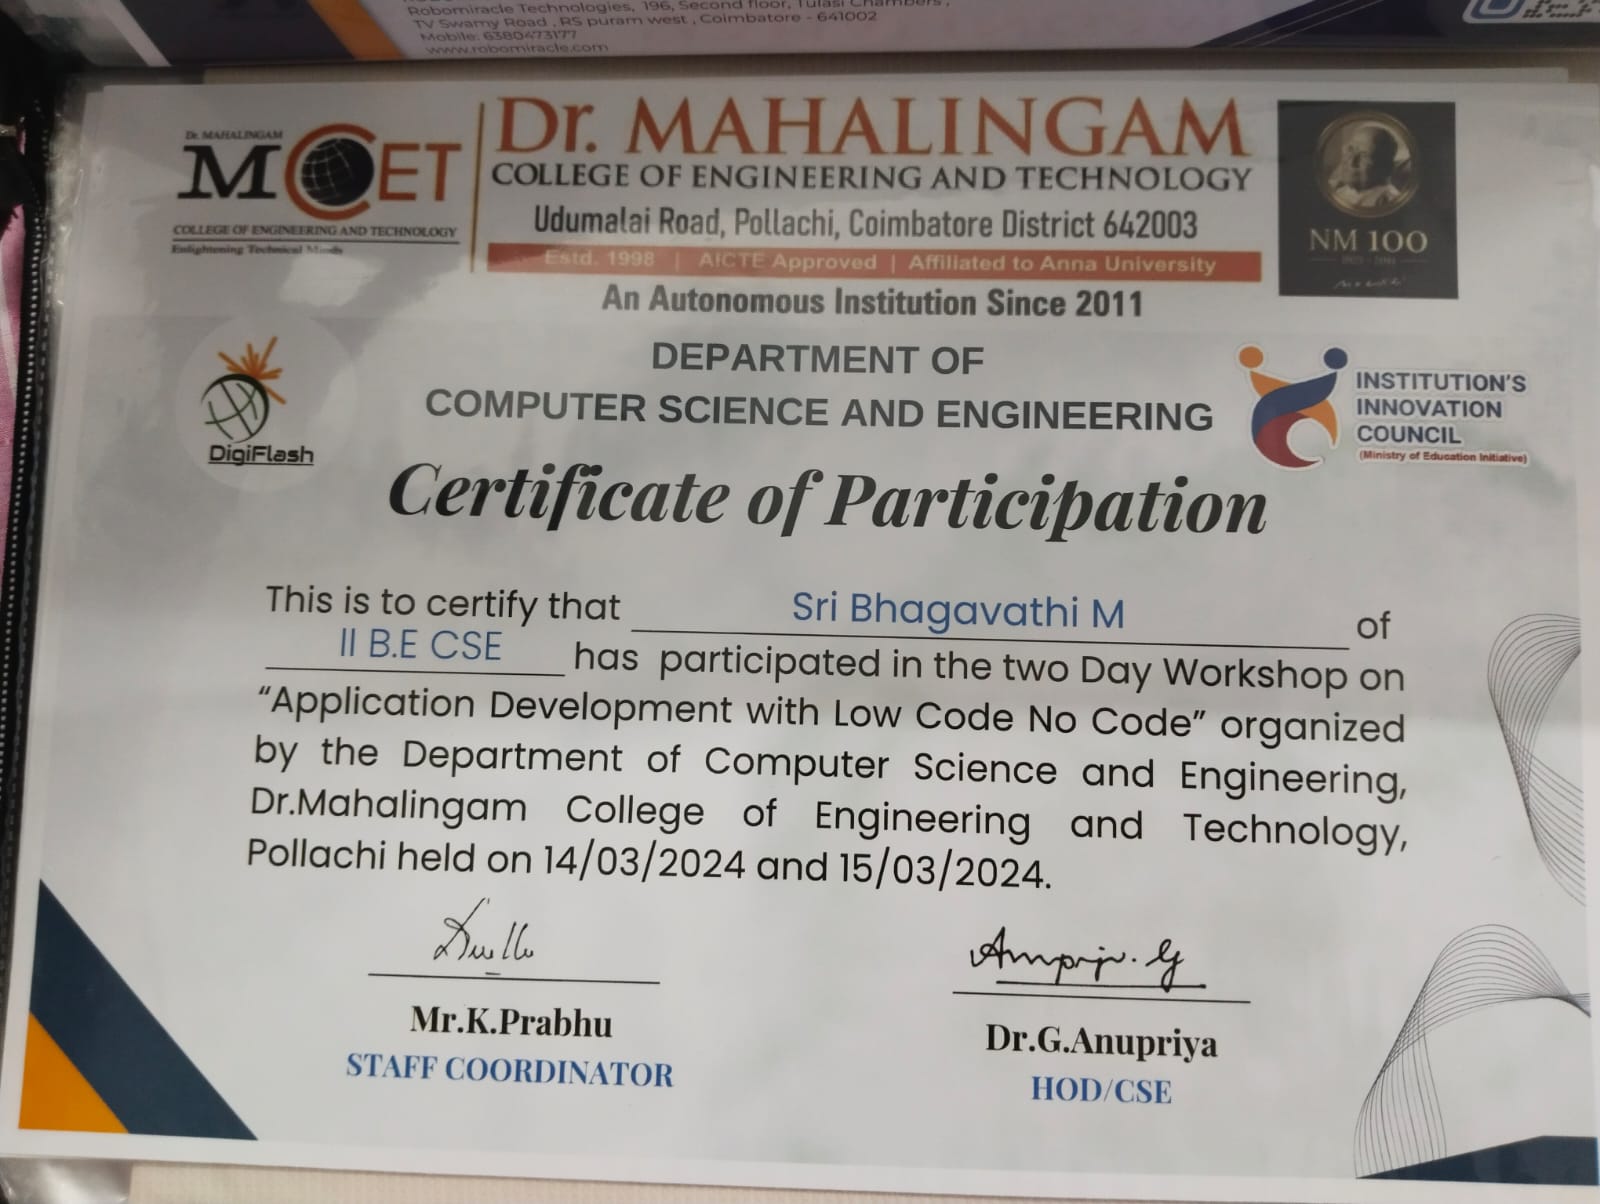 Robomiracle Technologies, 196, Second floor, Tulasi Chambers,
TV Swamy Road, RS puram west, Coimbatore - 641002
Mobile: 6380473177
www.robomiracle.com
Dr. MAHALINGAM
MCET
COLLEGE OF ENGINEERING AND TECHNOLOGY
Enlightening Technical Minds
Dr. MAHALINGAM
COLLEGE OF ENGINEERING AND TECHNOLOGY
Udumalai Road, Pollachi, Coimbatore District 642003
Estd. 1998 | AICTE Approved | Affiliated to Anna University
An Autonomous Institution Since 2011
NM 100
DigiFlash
DEPARTMENT OF
COMPUTER SCIENCE AND ENGINEERING
INSTITUTION'S
INNOVATION
COUNCIL
(Ministry of Education Initiative)
Certificate of Participation
This is to certify that Sri Bhagavathi M of
II B.E CSE has participated in the two Day Workshop on
“Application Development with Low Code No Code” organized
by the Department of Computer Science and Engineering,
Dr.Mahalingam College of Engineering and Technology,
Pollachi held on 14/03/2024 and 15/03/2024.
Mr.K.Prabhu
STAFF COORDINATOR
Anupriya. G
Dr.G.Anupriya
HOD/CSE